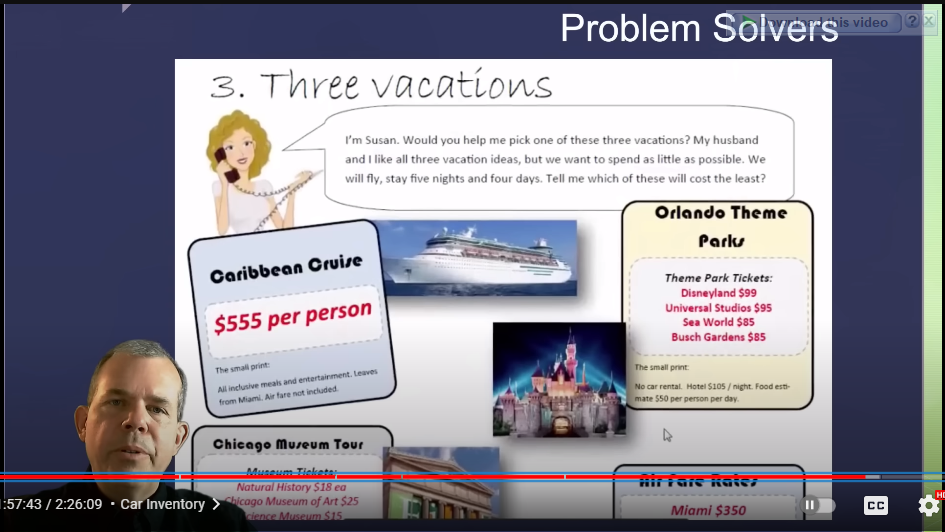 Problem Solvers
Download this video
?
X
3. Three vacations
I'm Susan. Would you help me pick one of these three vacations? My husband
and I like all three vacation ideas, but we want to spend as little as possible. We
will fly, stay five nights and four days. Tell me which of these will cost the least?
Caribbean Cruise
$555 per person
The small print:
All inclusive meals and entertainment. Leaves
from Miami. Air fare not included.
Orlando Theme
Parks
Theme Park Tickets:
Disneyland $99
Universal Studios $95
Sea World $85
Busch Gardens $85
The small print:
No car rental. Hotel $105 / night. Food esti-
mate $50 per person per day.
Chicago Museum Tour
Museum Tickets:
Natural History $18 ea
Chicago Museum of Art $25
Science Museum $15
Air Fare Rates
Miami $350
1:57:43 / 2:26:09 • Car Inventory >
CC
HD